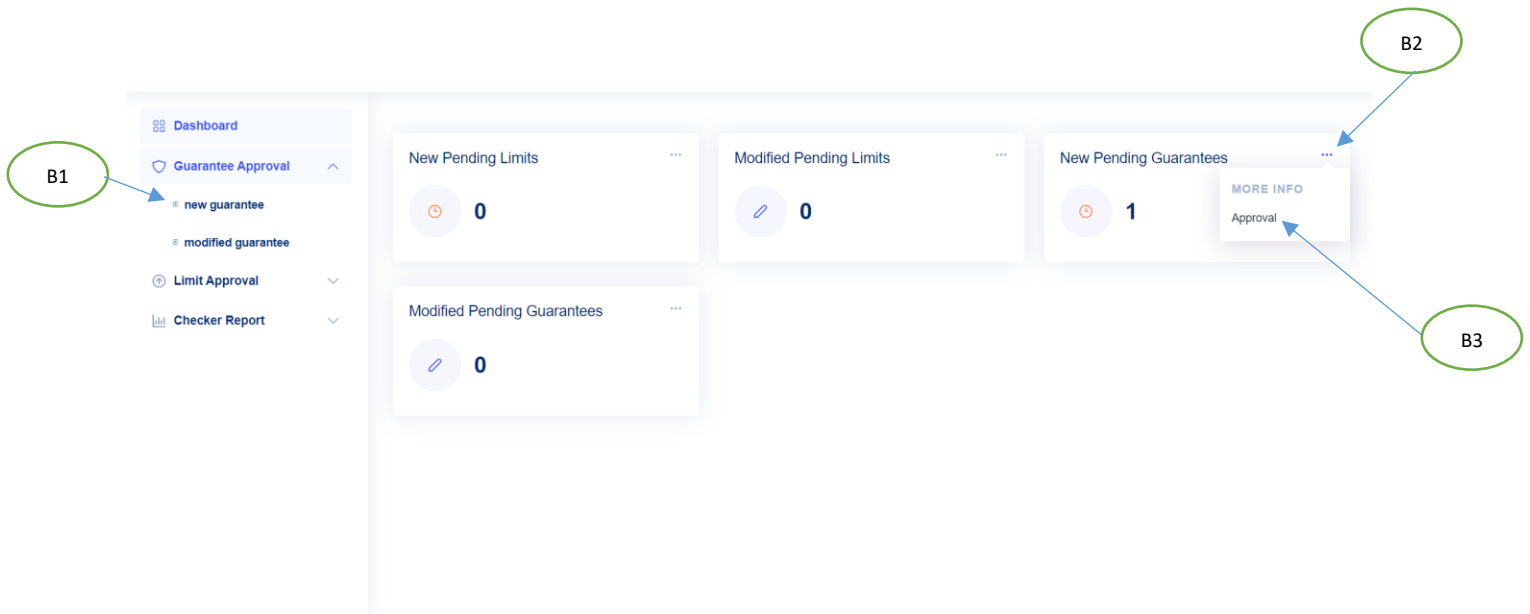 B2
Dashboard
Guarantee Approval
B1
new guarantee
modified guarantee
Limit Approval
Checker Report
New Pending Limits
0
Modified Pending Limits
0
New Pending Guarantees
1
MORE INFO
Approval
B3
Modified Pending Guarantees
0